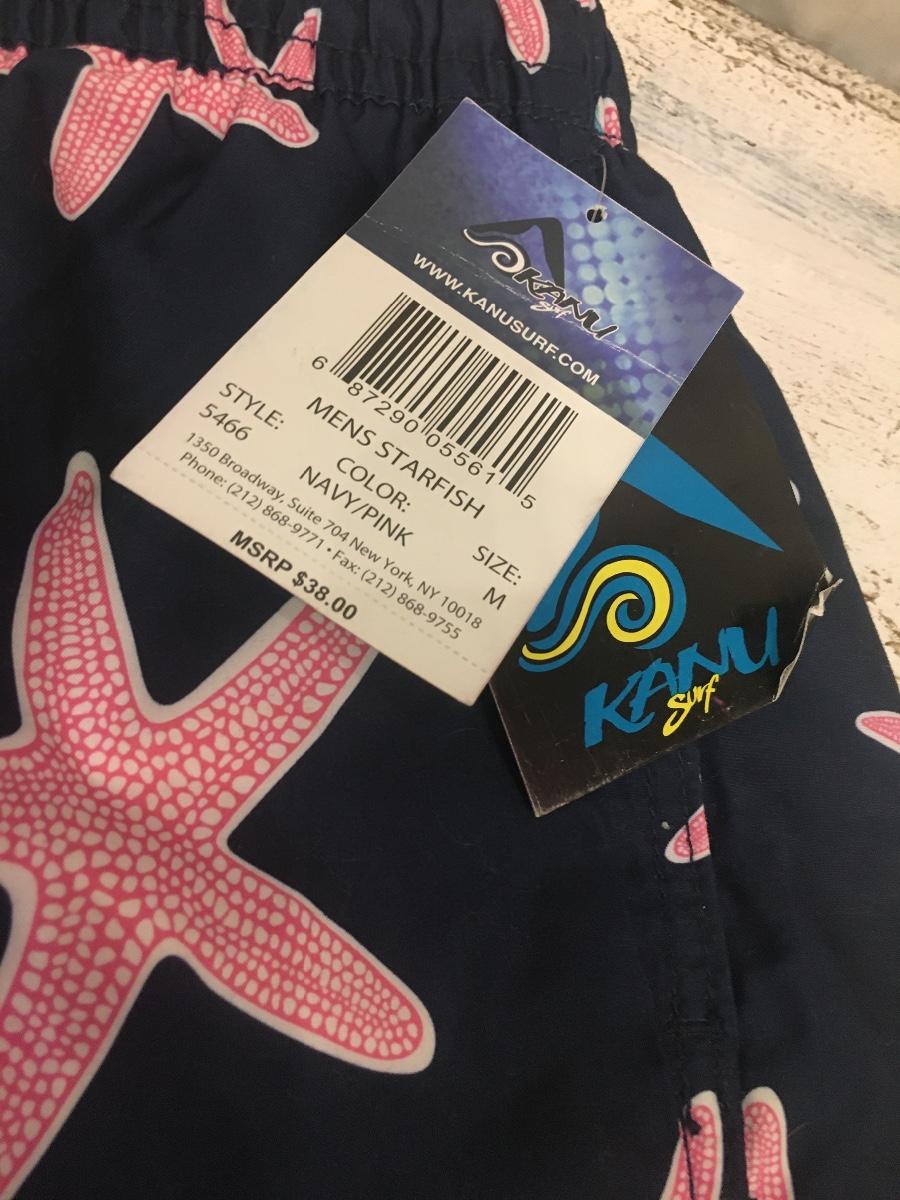 KANU
Surf
WWW.KANUSURF.COM
6 87290 05561 5
STYLE:
5466
MENS STARFISH
COLOR:
NAVY/PINK
SIZE:
M
1350 Broadway, Suite 704 New York, NY 10018
Phone: (212) 868-9771 • Fax: (212) 868-9755
MSRP $38.00
KANU
Surf